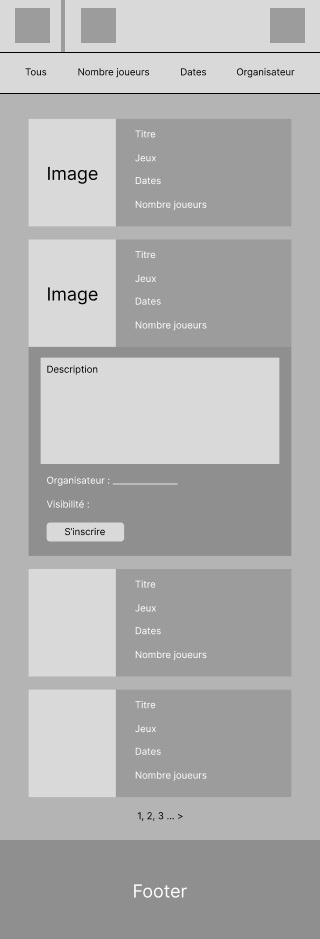 Tous Nombre joueurs Dates Organisateur
Image
Titre
Jeux
Dates
Nombre joueurs
Image
Titre
Jeux
Dates
Nombre joueurs
Description
Organisateur : ______________
Visibilité :
S'inscrire
Titre
Jeux
Dates
Nombre joueurs
Titre
Jeux
Dates
Nombre joueurs
1, 2, 3 ... >
Footer